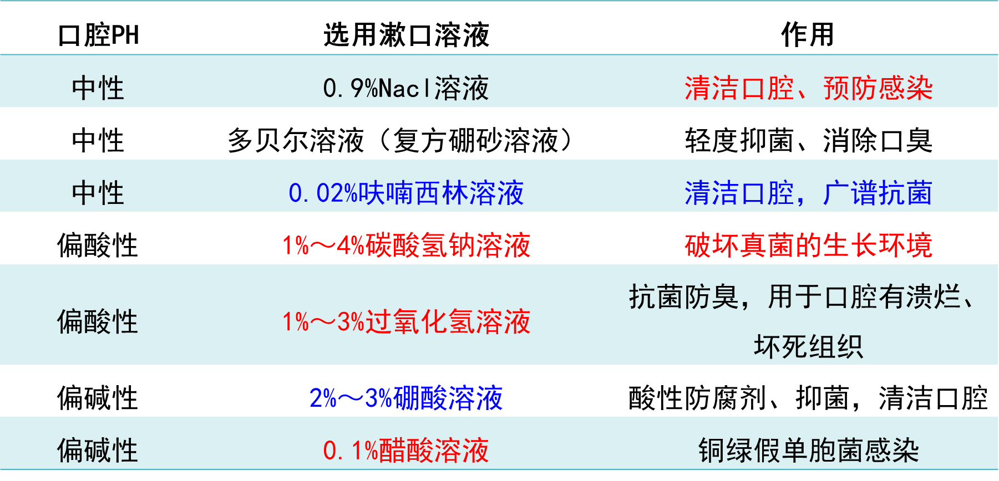 口腔PH 选用漱口溶液 作用
中性 0.9%Nacl溶液 清洁口腔、预防感染
中性 多贝尔溶液（复方硼砂溶液） 轻度抑菌、消除口臭
中性 0.02%呋喃西林溶液 清洁口腔，广谱抗菌
偏酸性 1%～4%碳酸氢钠溶液 破坏真菌的生长环境
偏酸性 1%～3%过氧化氢溶液 抗菌防臭，用于口腔有溃烂、
坏死组织
偏碱性 2%～3%硼酸溶液 酸性防腐剂、抑菌，清洁口腔
偏碱性 0.1%醋酸溶液 铜绿假单胞菌感染